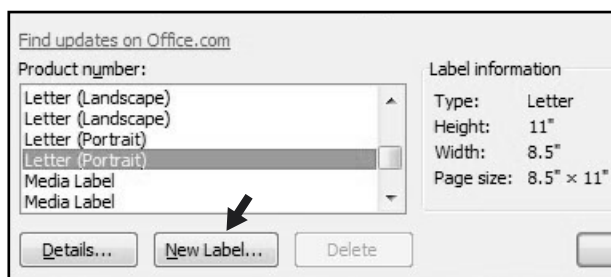 Find updates on Office.com
Product number:
Letter (Landscape)
Letter (Landscape)
Letter (Portrait)
Letter (Portrait)
Media Label
Media Label
Label information
Type: Letter
Height: 11"
Width: 8.5"
Page size: 8.5" × 11"
Details...
New Label...
Delete